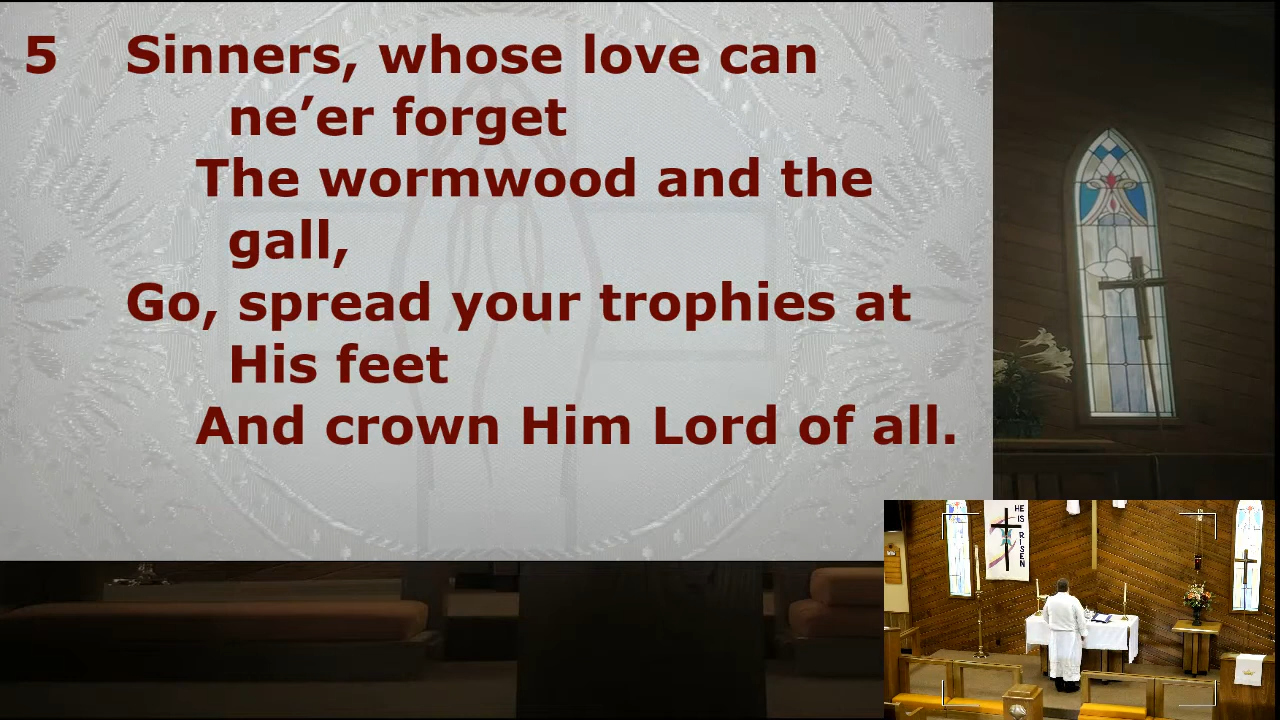 5 Sinners, whose love can
ne’er forget
The wormwood and the
gall,
Go, spread your trophies at
His feet
And crown Him Lord of all.
HE
IS
RISEN